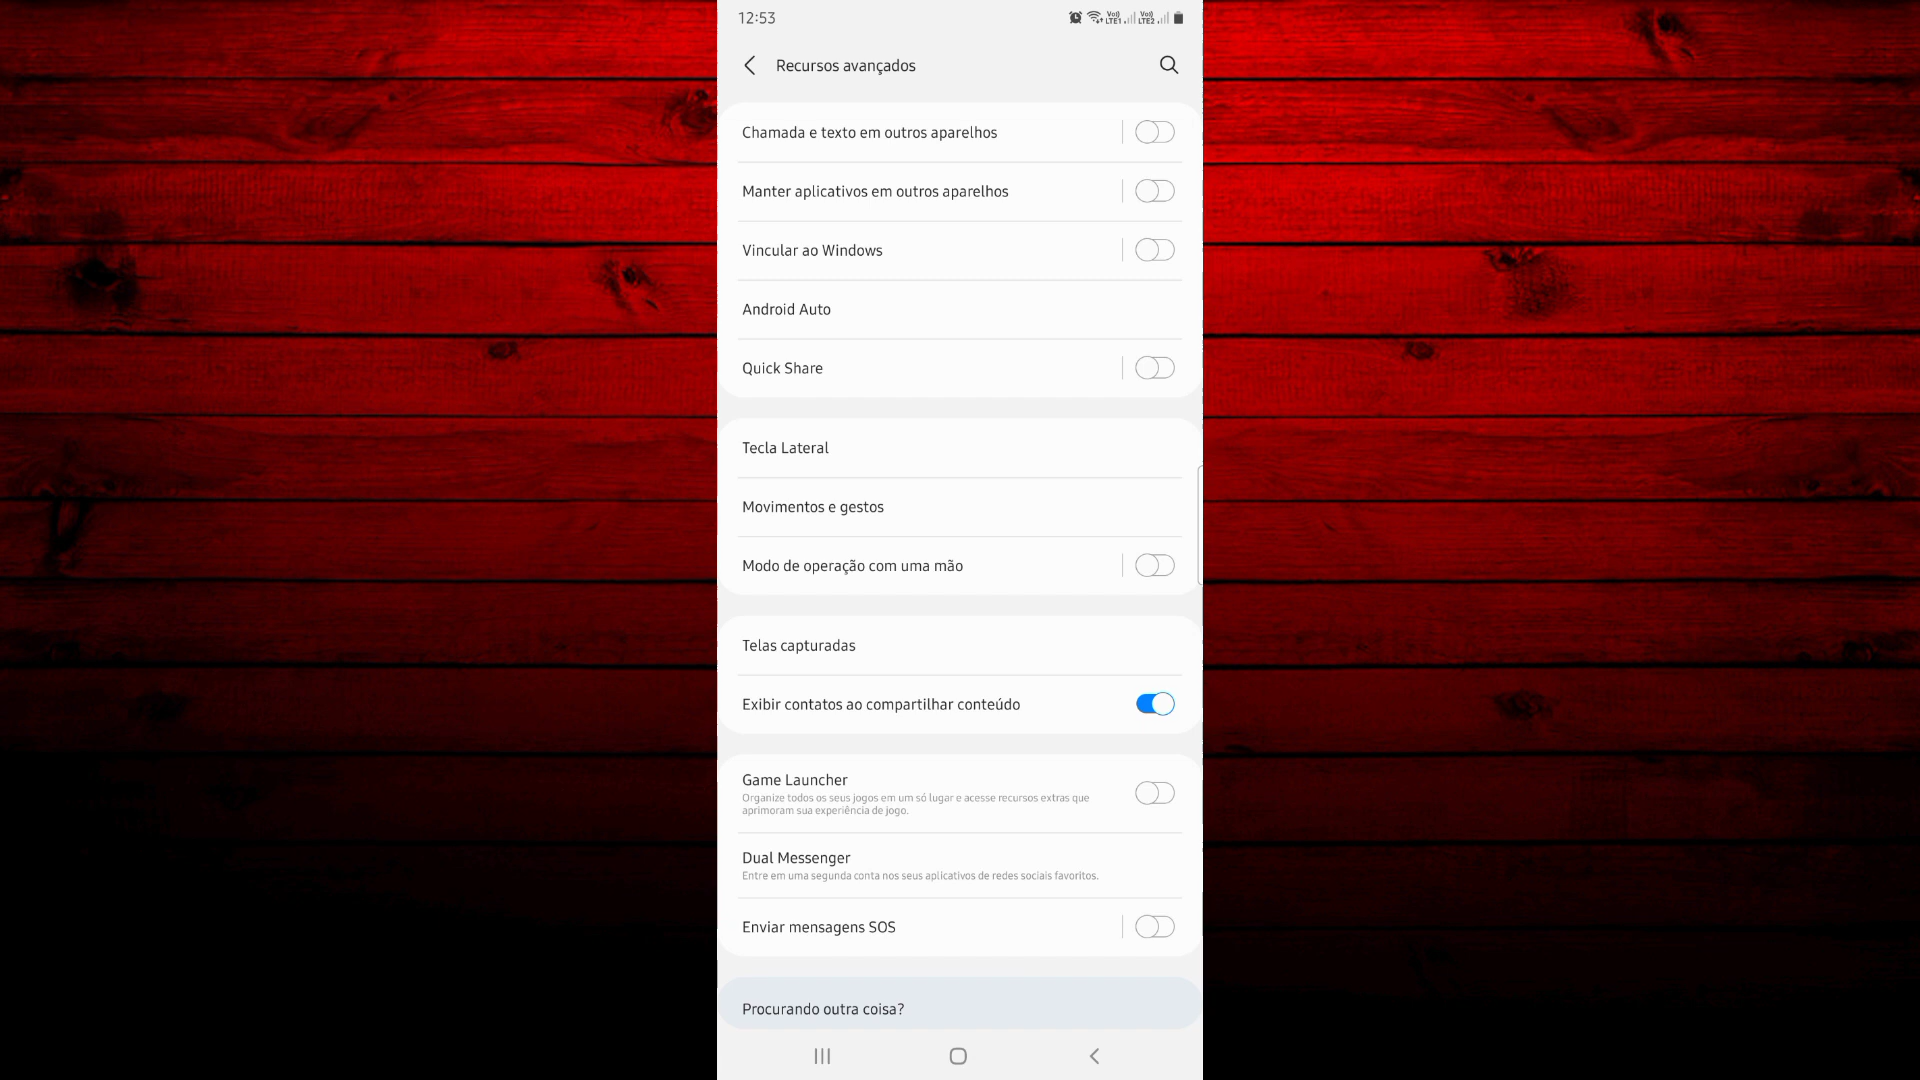 12:53
Vo)) LTE1 Vo)) LTE2
Recursos avançados
Chamada e texto em outros aparelhos
Manter aplicativos em outros aparelhos
Vincular ao Windows
Android Auto
Quick Share
Tecla Lateral
Movimentos e gestos
Modo de operação com uma mão
Telas capturadas
Exibir contatos ao compartilhar conteúdo
Game Launcher
Organize todos os seus jogos em um só lugar e acesse recursos extras que
aprimoram sua experiência de jogo.
Dual Messenger
Entre em uma segunda conta nos seus aplicativos de redes sociais favoritos.
Enviar mensagens SOS
Procurando outra coisa?